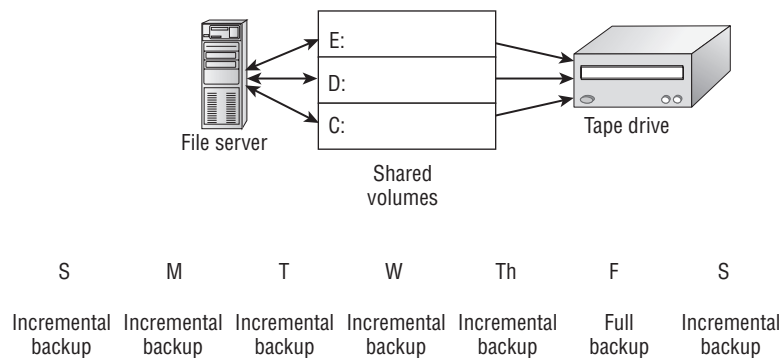 E:
D:
C:
File server
Tape drive
Shared
volumes
S M T W Th F S
Incremental Incremental Incremental Incremental Incremental Full Incremental
backup backup backup backup backup backup backup